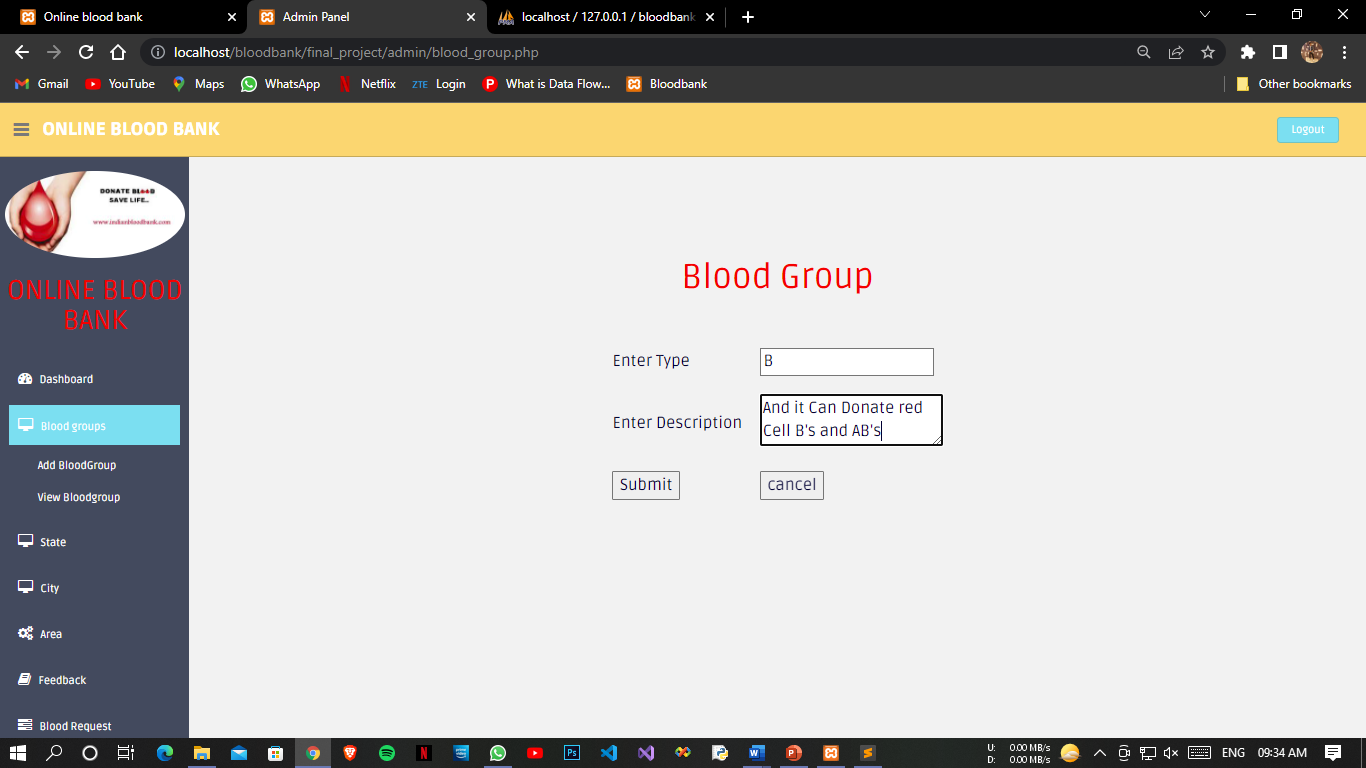 Online blood bank
Admin Panel
localhost / 127.0.0.1 / bloodbank
localhost/bloodbank/final_project/admin/blood_group.php
Gmail
YouTube
Maps
WhatsApp
Netflix
ZTE Login
What is Data Flow...
Bloodbank
Other bookmarks
ONLINE BLOOD BANK
Logout
DONATE BLOOD
SAVE LIFE..
www.indianbloodbank.com
ONLINE BLOOD
BANK
Dashboard
Blood groups
Add BloodGroup
View Bloodgroup
State
City
Area
Feedback
Blood Request
Blood Group
Enter Type
B
Enter Description
And it Can Donate red
Cell B's and AB's
Submit
cancel
U: 0.00 MB/s
D: 0.00 MB/s
ENG
09:34 AM